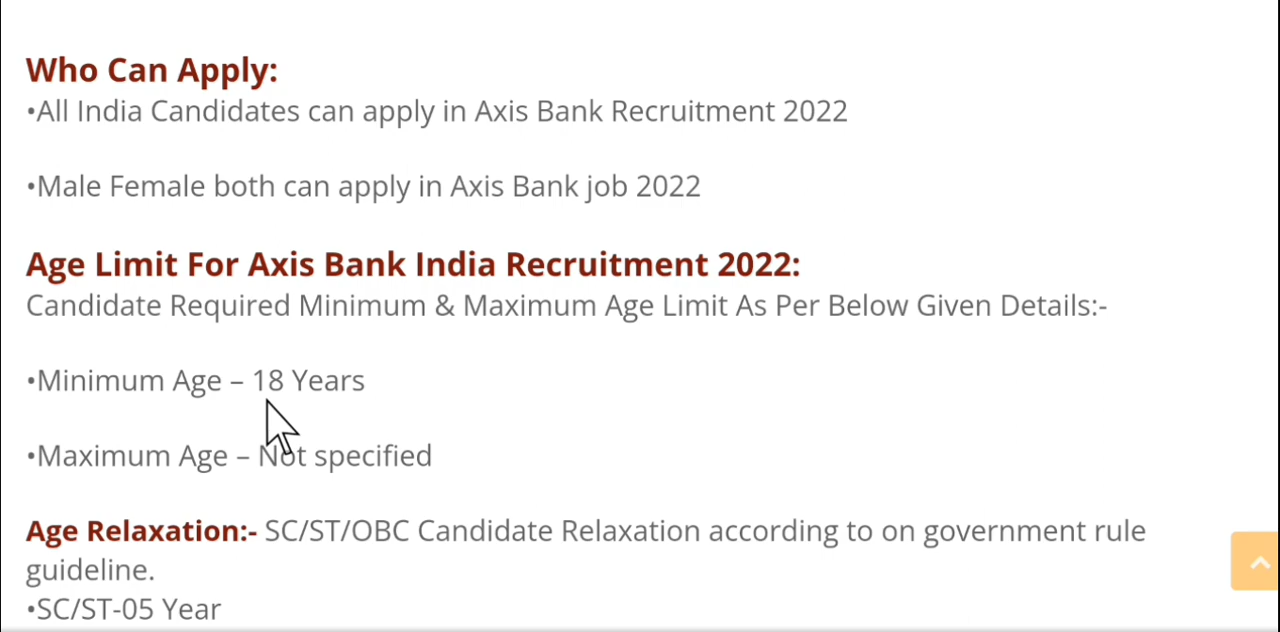 Who Can Apply:
•All India Candidates can apply in Axis Bank Recruitment 2022
•Male Female both can apply in Axis Bank job 2022
Age Limit For Axis Bank India Recruitment 2022:
Candidate Required Minimum & Maximum Age Limit As Per Below Given Details:-
•Minimum Age – 18 Years
•Maximum Age – Not specified
Age Relaxation:- SC/ST/OBC Candidate Relaxation according to on government rule
guideline.
•SC/ST-05 Year